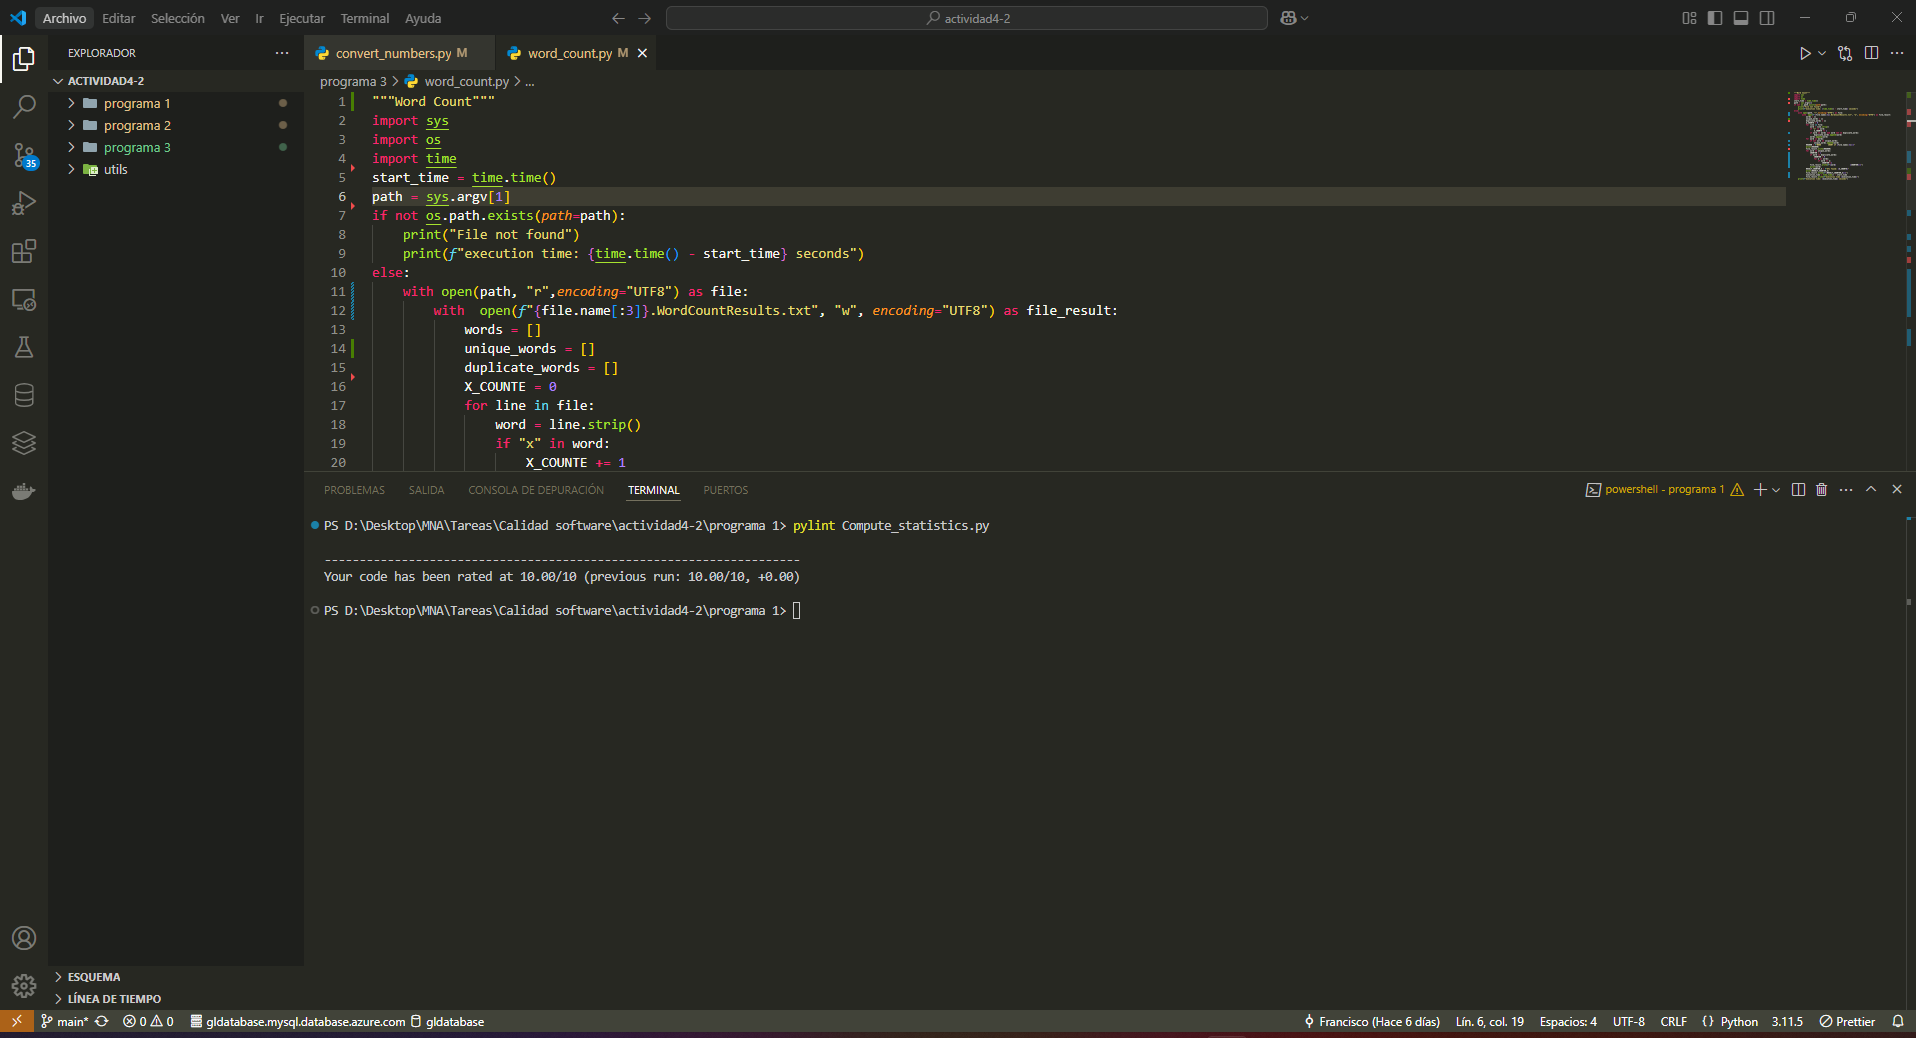 Archivo Editar Selección Ver Ir Ejecutar Terminal Ayuda
actividad4-2
EXPLORADOR
convert_numbers.py M
word_count.py M
ACTIVIDAD4-2
programa 1
programa 2
programa 3
utils
35
programa 3 > word_count.py > ...
1 """Word Count"""
2 import sys
3 import os
4 import time
5 start_time = time.time()
6 path = sys.argv[1]
7 if not os.path.exists(path=path):
8 print("File not found")
9 print(f"execution time: {time.time() - start_time} seconds")
10 else:
11 with open(path, "r",encoding="UTF8") as file:
12 with  open(f"{file.name[:3]}.WordCountResults.txt", "w", encoding="UTF8") as file_result:
13 words = []
14 unique_words = []
15 duplicate_words = []
16 X_COUNTE = 0
17 for line in file:
18 word = line.strip()
19 if "x" in word:
20 X_COUNTE += 1
PROBLEMAS SALIDA CONSOLA DE DEPURACIÓN TERMINAL PUERTOS
powershell - programa 1
PS D:\Desktop\MNA\Tareas\Calidad software\actividad4-2\programa 1> pylint Compute_statistics.py
--------------------------------------------------------------------
Your code has been rated at 10.00/10 (previous run: 10.00/10, +0.00)
PS D:\Desktop\MNA\Tareas\Calidad software\actividad4-2\programa 1>
ESQUEMA
LÍNEA DE TIEMPO
main* 0 0 gldatabase.mysql.database.azure.com gldatabase
Francisco (Hace 6 días) Lín. 6, col. 19 Espacios: 4 UTF-8 CRLF { } Python 3.11.5 Prettier